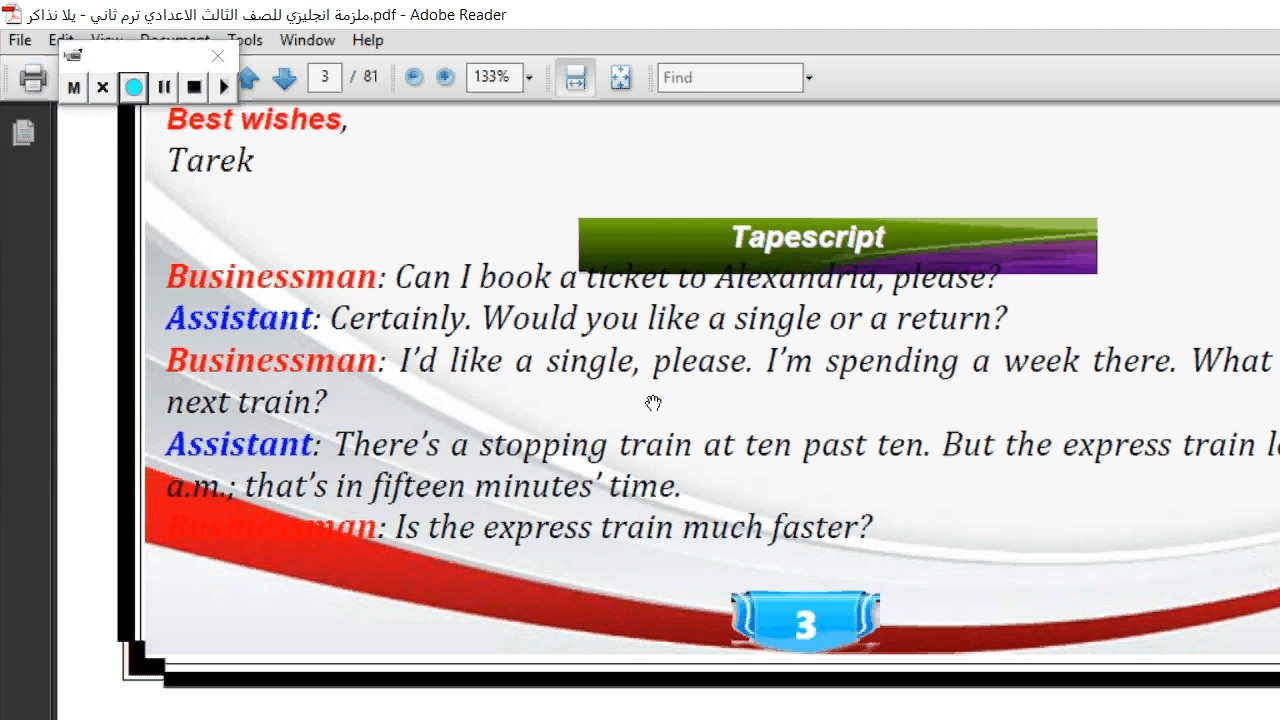 ملزمة انجليزي للصف الثالث الاعدادي ترم ثاني - يلا نذاكر.pdf - Adobe Reader
File Edit View Document Tools Window Help
M
3 / 81
133%
Find
Best wishes,
Tarek
Tapescript
Businessman: Can I book a ticket to Alexandria, please?
Assistant: Certainly. Would you like a single or a return?
Businessman: I'd like a single, please. I'm spending a week there. What
next train?
Assistant: There's a stopping train at ten past ten. But the express train
a.m.; that's in fifteen minutes' time.
Businessman: Is the express train much faster?
3